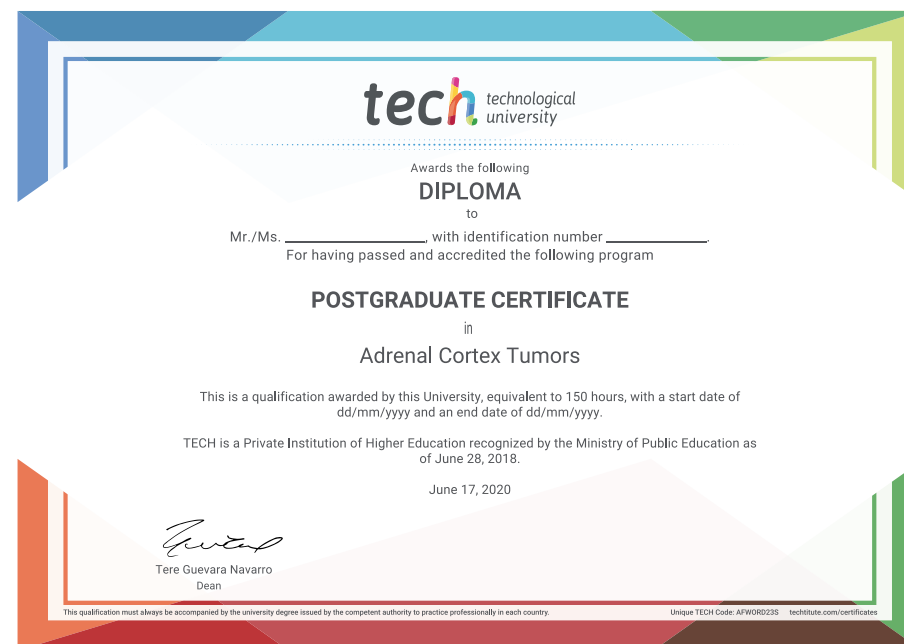 tech technological
university
Awards the following
DIPLOMA
to
Mr./Ms. ____________, with identification number ____________.
For having passed and accredited the following program
POSTGRADUATE CERTIFICATE
in
Adrenal Cortex Tumors
This is a qualification awarded by this University, equivalent to 150 hours, with a start date of
dd/mm/yyyy and an end date of dd/mm/yyyy.
TECH is a Private Institution of Higher Education recognized by the Ministry of Public Education as
of June 28, 2018.
June 17, 2020
Tere Guevara Navarro
Dean
This qualification must always be accompanied by the university degree issued by the competent authority to practice professionally in each country. Unique TECH Code: AFWORD23S techtitute.com/certificates